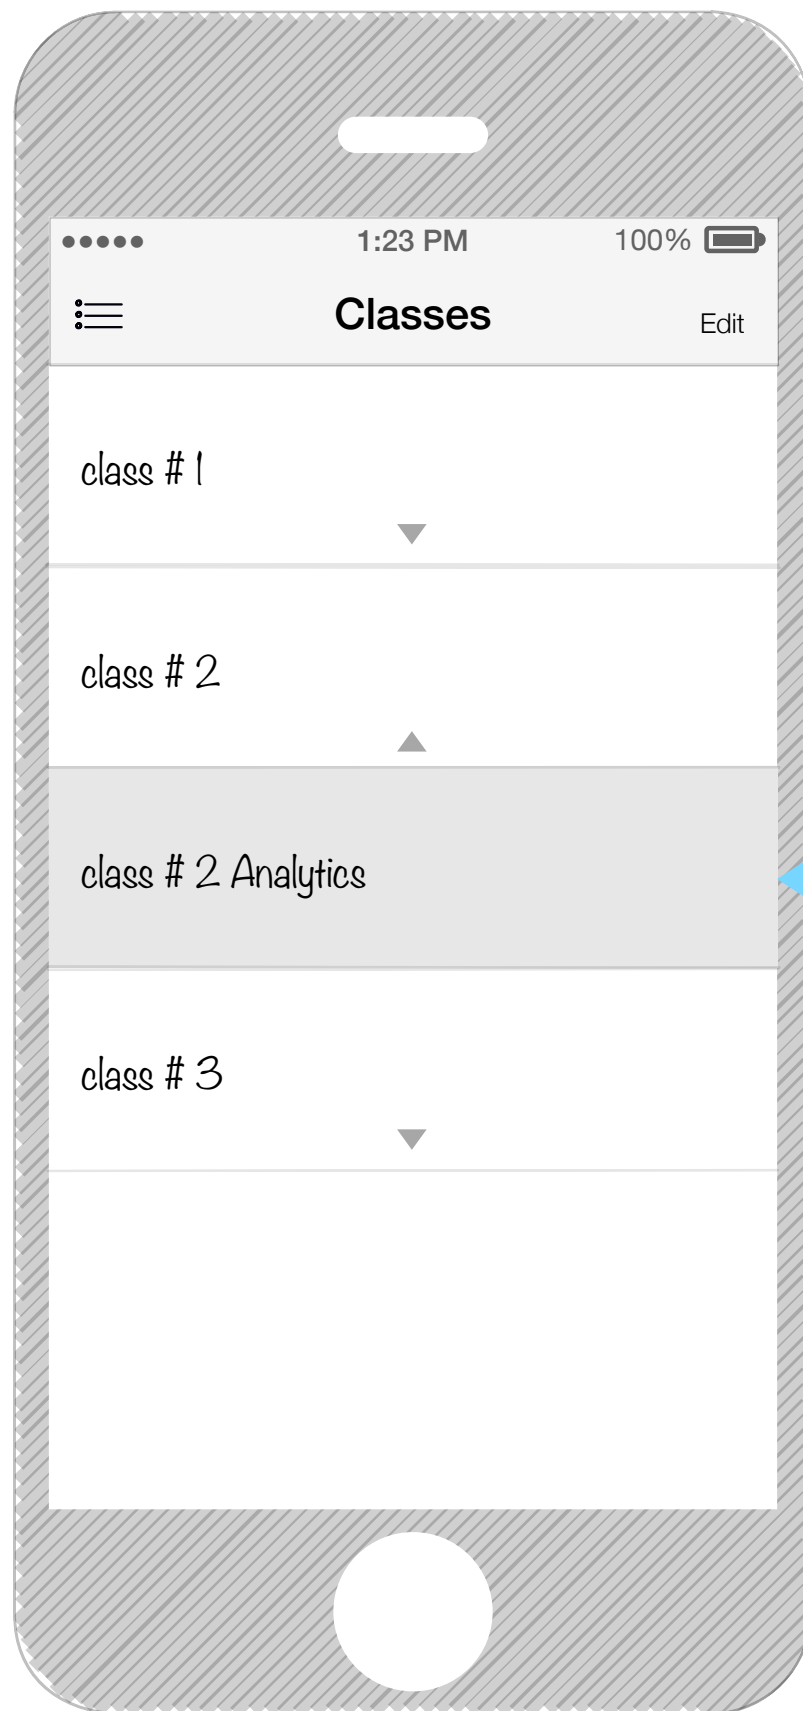 1:23 PM 100%
Classes Edit
class # 1
class # 2
class # 2 Analytics
class # 3